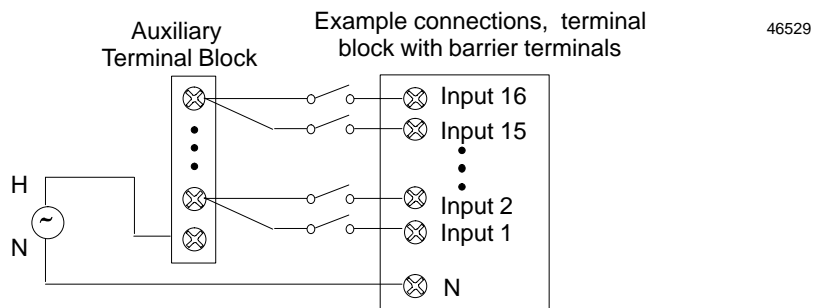 Auxiliary
Terminal Block
Example connections, terminal
block with barrier terminals
46529
Input 16
Input 15
Input 2
Input 1
N
H
~
N